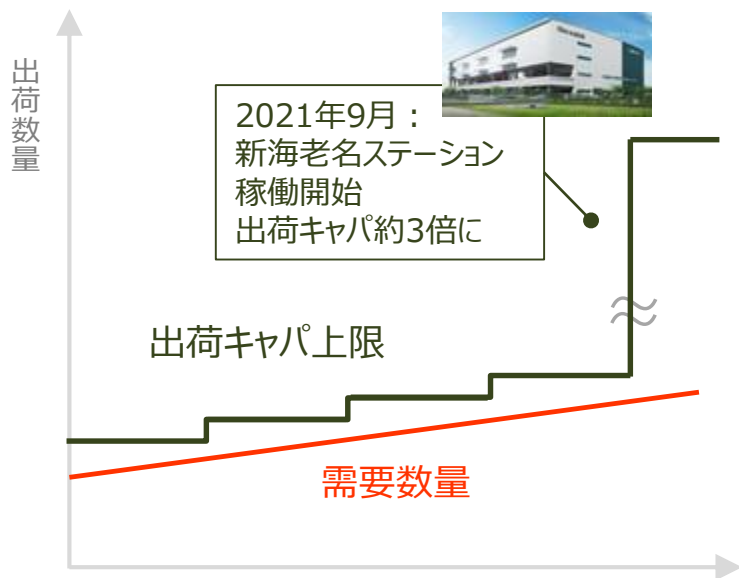 出荷数量
2021年9月：
新海老名ステーション
稼働開始
出荷キャパ約3倍に
出荷キャパ上限
需要数量